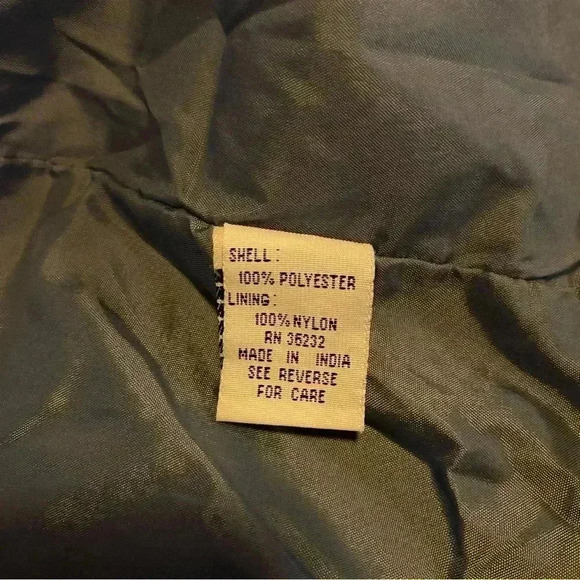 SHELL:
100% POLYESTER
LINING:
100% NYLON
RN 36232
MADE IN INDIA
SEE REVERSE
FOR CARE